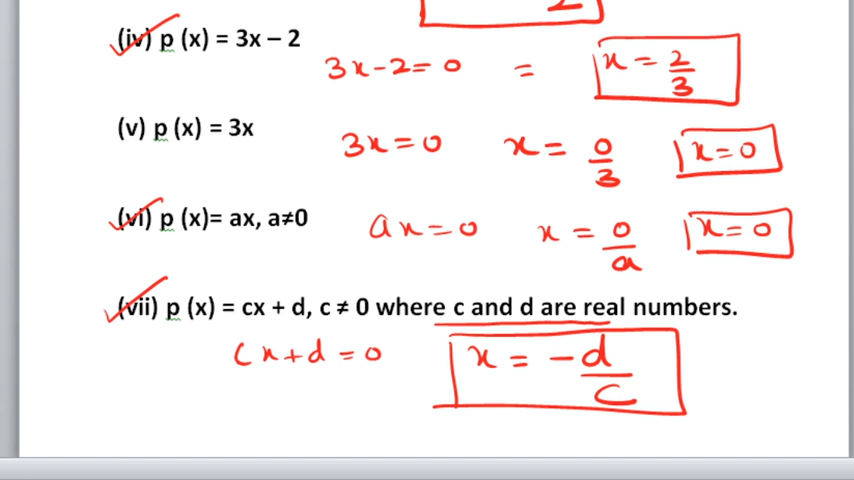 2
(iv) p (x) = 3x – 2
3x-2=0 = x = 2/3
(v) p (x) = 3x
3x=0 x = 0/3 x=0
(vi) p (x)= ax, a≠0
ax=0 x = 0/a x=0
(vii) p (x) = cx + d, c ≠ 0 where c and d are real numbers.
cx+d=0 x = -d/c